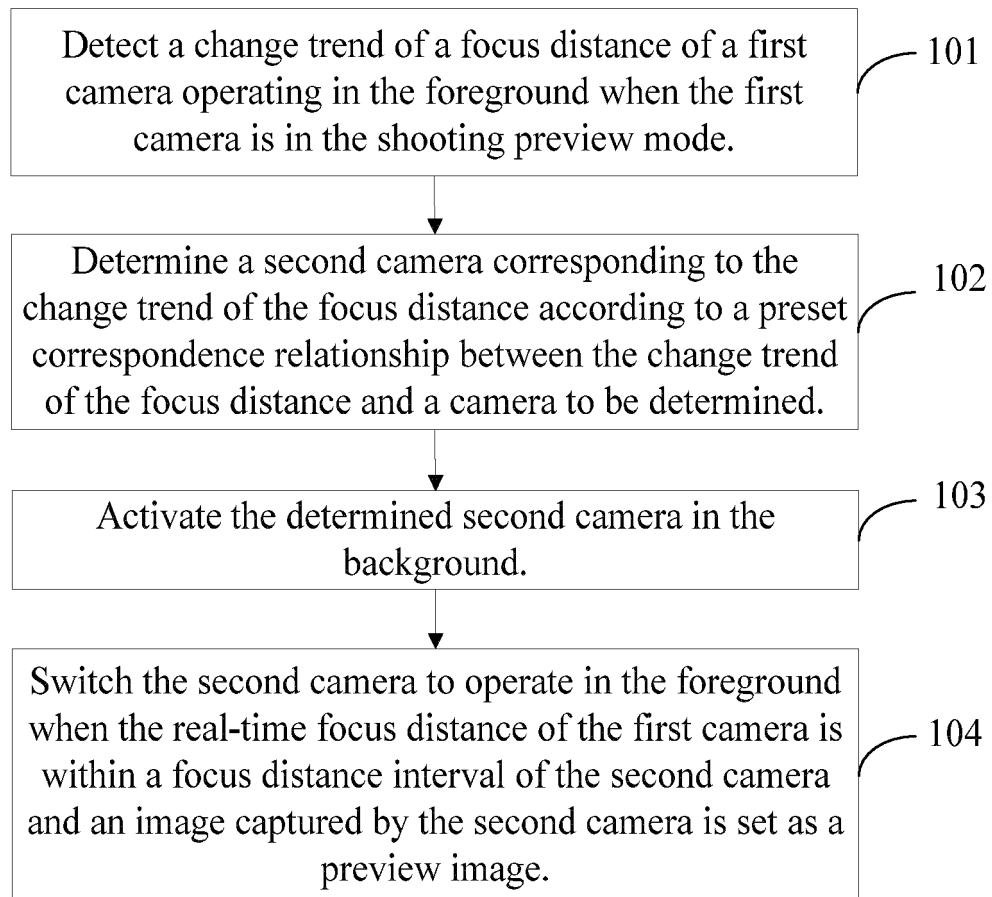 Detect a change trend of a focus distance of a first
camera operating in the foreground when the first
camera is in the shooting preview mode.
101
Determine a second camera corresponding to the
change trend of the focus distance according to a preset
correspondence relationship between the change trend
of the focus distance and a camera to be determined.
102
Activate the determined second camera in the
background.
103
Switch the second camera to operate in the foreground
when the real-time focus distance of the first camera is
within a focus distance interval of the second camera
and an image captured by the second camera is set as a
preview image.
104